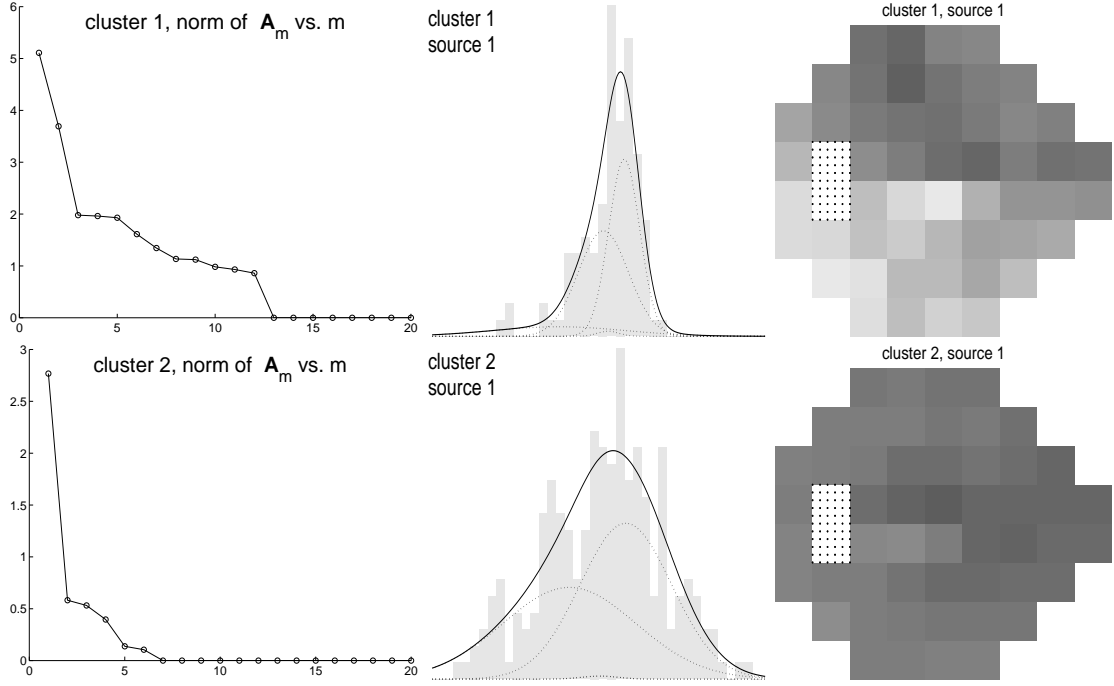 cluster 1, norm of A_m vs. m
6
5
4
3
2
1
0
0 5 10 15 20
cluster 1
source 1
cluster 1, source 1
cluster 2, norm of A_m vs. m
3
2.5
2
1.5
1
0.5
0
0 5 10 15 20
cluster 2
source 1
cluster 2, source 1